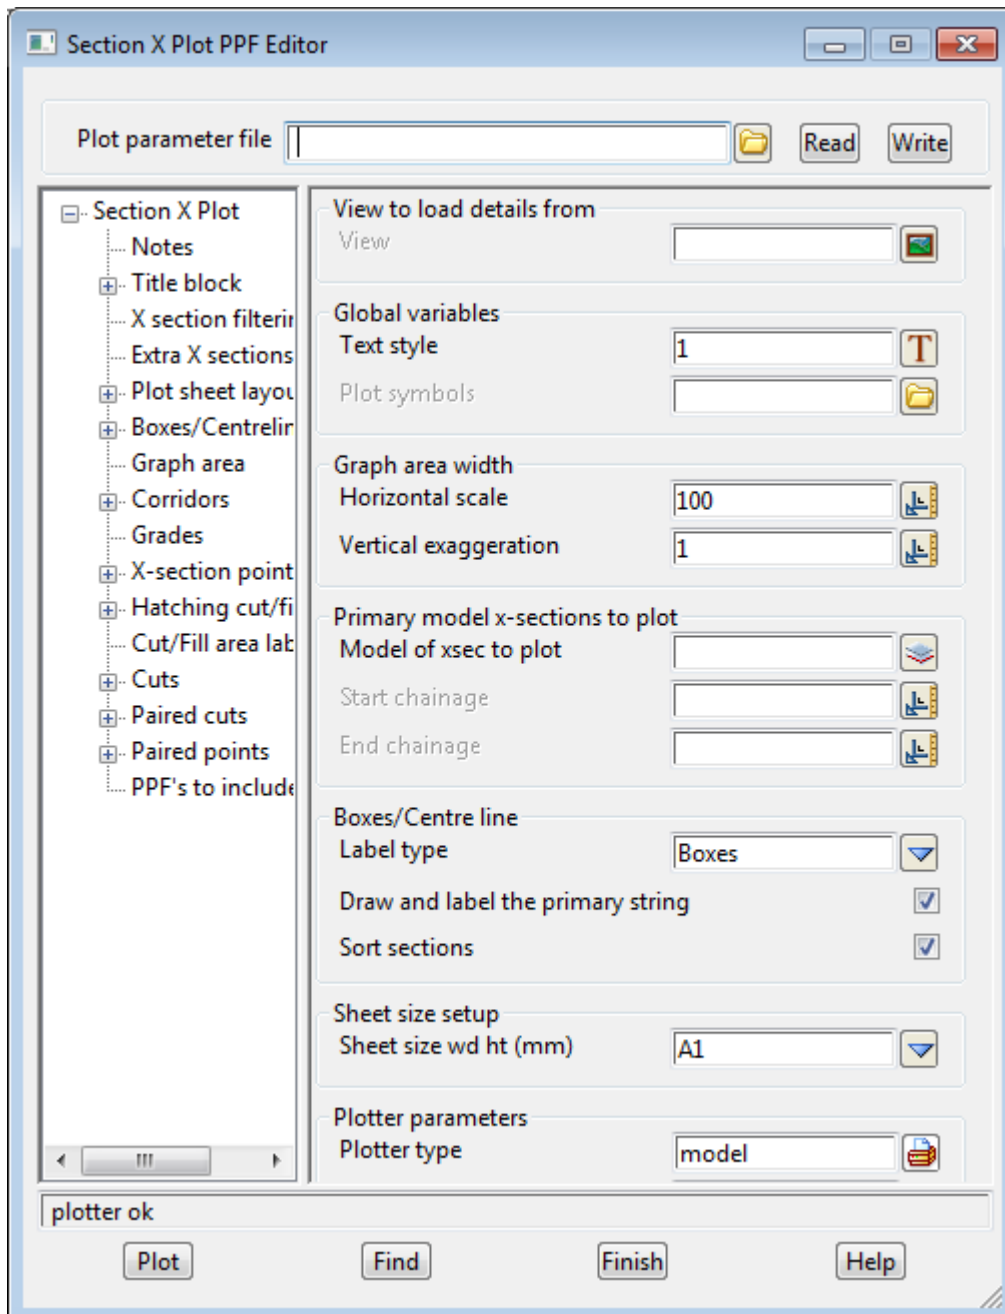 Section X Plot PPF Editor
Plot parameter file
Read
Write
Section X Plot
Notes
Title block
X section filterin
Extra X sections
Plot sheet layou
Boxes/Centrelin
Graph area
Corridors
Grades
X-section point
Hatching cut/fi
Cut/Fill area lab
Cuts
Paired cuts
Paired points
PPF's to include
View to load details from
View
Global variables
Text style 1
Plot symbols
Graph area width
Horizontal scale 100
Vertical exaggeration 1
Primary model x-sections to plot
Model of xsec to plot
Start chainage
End chainage
Boxes/Centre line
Label type Boxes
Draw and label the primary string
Sort sections
Sheet size setup
Sheet size wd ht (mm) A1
Plotter parameters
Plotter type model
plotter ok
Plot Find Finish Help